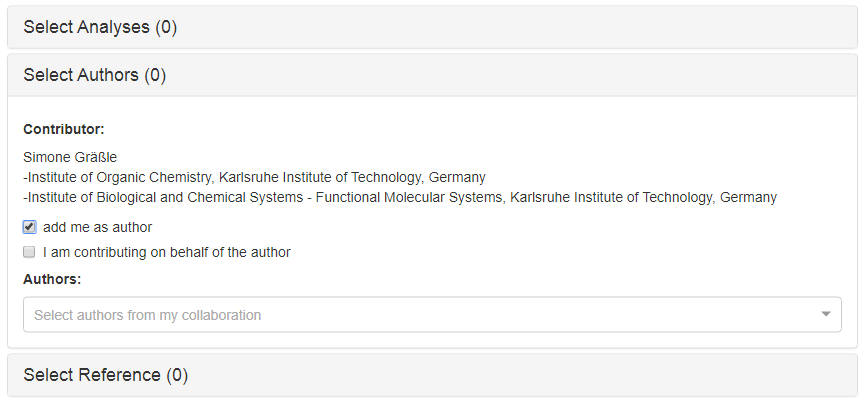 Select Analyses (0)
Select Authors (0)
Contributor:
Simone Gräßle
-Institute of Organic Chemistry, Karlsruhe Institute of Technology, Germany
-Institute of Biological and Chemical Systems - Functional Molecular Systems, Karlsruhe Institute of Technology, Germany
add me as author
I am contributing on behalf of the author
Authors:
Select authors from my collaboration
Select Reference (0)